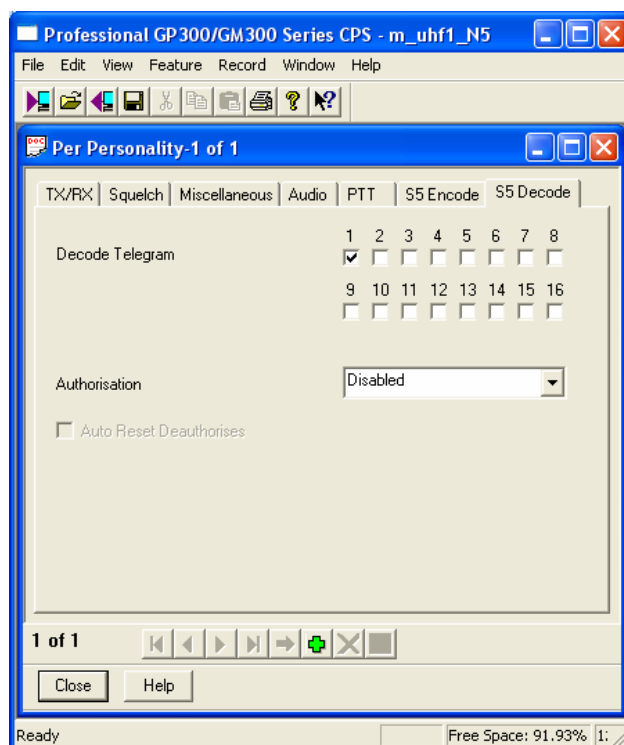 Professional GP300/GM300 Series CPS - m_uhf1_N5
File Edit View Feature Record Window Help
Per Personality-1 of 1
TX/RX Squelch Miscellaneous Audio PTT S5 Encode S5 Decode
1 2 3 4 5 6 7 8
Decode Telegram
9 10 11 12 13 14 15 16
Authorisation Disabled
Auto Reset Deauthorises
1 of 1
Close Help
Ready Free Space: 91.93%